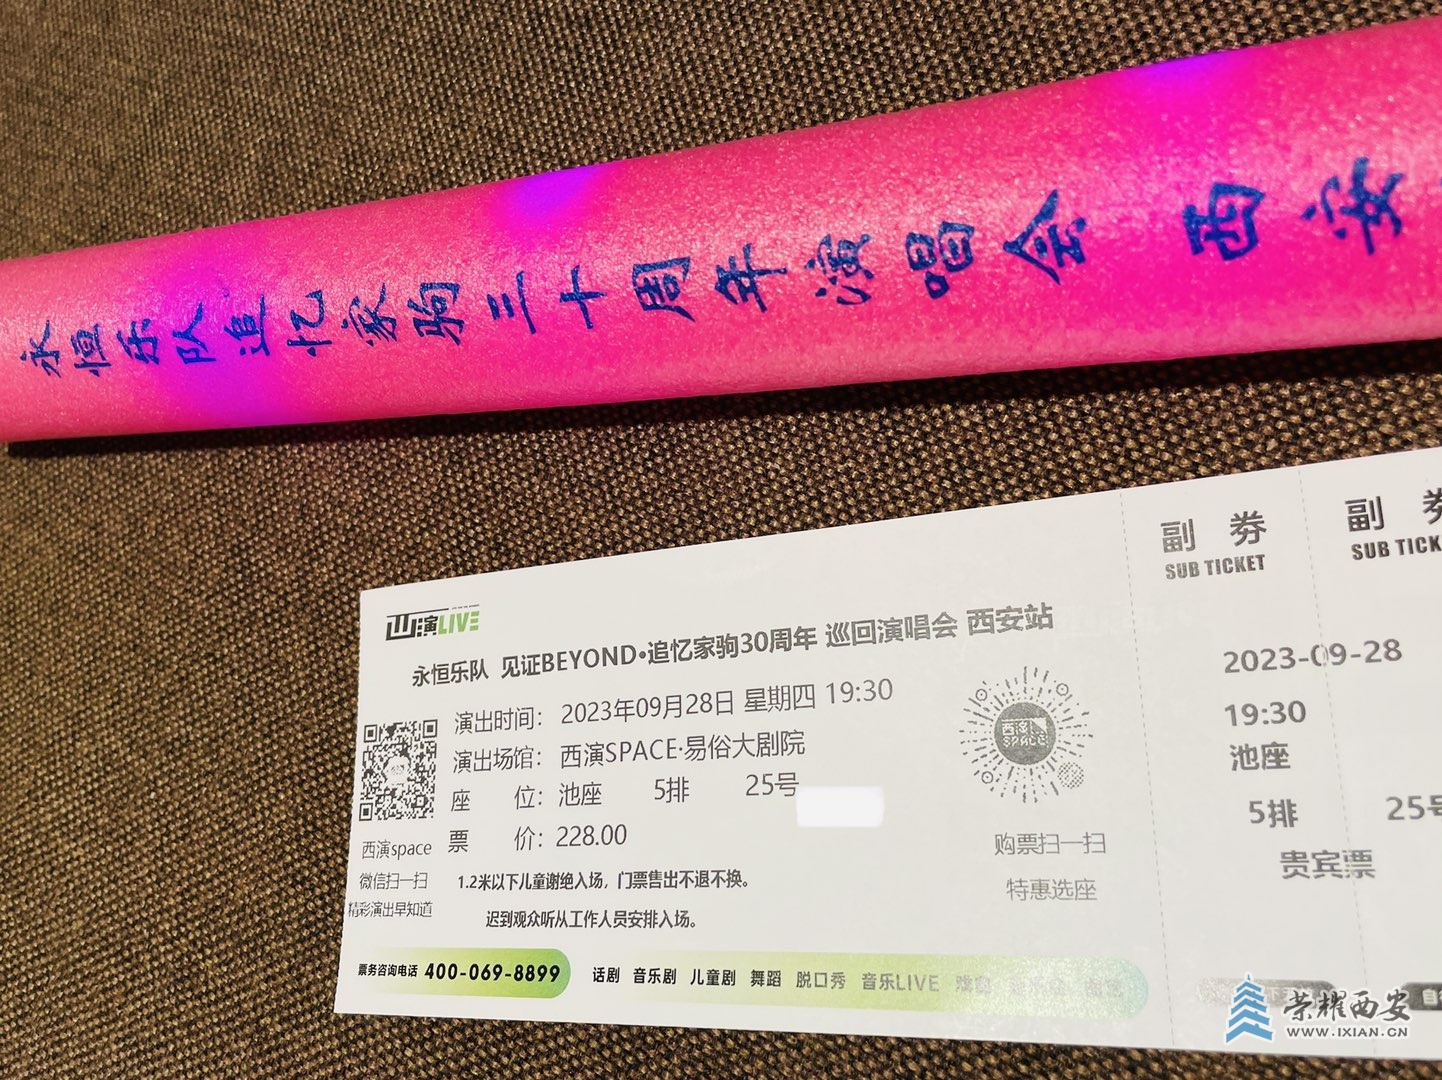 永恒乐队追忆家驹三十周年演唱会 西安
西演LIVE
永恒乐队 见证BEYOND·追忆家驹30周年 巡回演唱会 西安站
演出时间: 2023年09月28日 星期四 19:30
演出场馆: 西演SPACE·易俗大剧院
座 位: 池座 5排 25号
票 价: 228.00
1.2米以下儿童谢绝入场，门票售出不退不换。
迟到观众听从工作人员安排入场。
西演space
微信扫一扫
精彩演出早知道
西演
SPACE
购票扫一扫
特惠选座
票务咨询电话 400-069-8899
话剧 音乐剧 儿童剧 舞蹈 脱口秀 音乐LIVE
副 券
SUB TICKET
2023-09-28
19:30
池座
5排 25号
贵宾票
副 券
SUB TICK
荣耀西安
WWW.IXIAN.CN